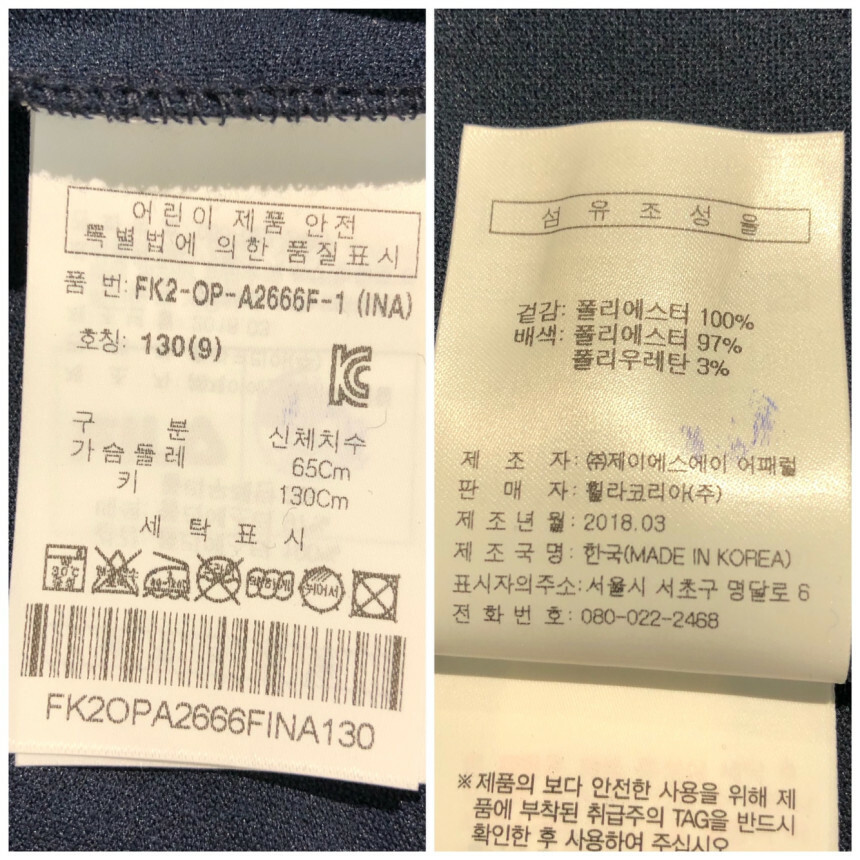 어린이 제품 안전
특별법에 의한 품질표시
품 번: FK2-OP-A2666F-1 (INA)
호칭: 130(9)
구 분 신체치수
가슴둘레 65Cm
키 130Cm
세 탁 표 시
약하게
뉘어서
FK2OPA2666FINA130
섬 유 조 성 율
겉감: 폴리에스터 100%
배색: 폴리에스터 97%
폴리우레탄 3%
제 조 자: ㈜제이에스에이 어패럴
판 매 자: 휠라코리아(주)
제조년월: 2018.03
제조국명: 한국(MADE IN KOREA)
표시자의주소: 서울시 서초구 명달로 6
전화번호: 080-022-2468
※제품의 보다 안전한 사용을 위해 제
품에 부착된 취급주의 TAG을 반드시
확인한 후 사용하여 주십시오